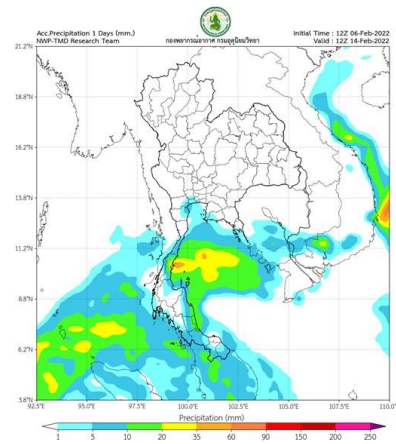 Acc.Precipitation 1 Days (mm.)
NWP-TMD Research Team
กองพยากรณ์อากาศ กรมอุตุนิยมวิทยา
Initial Time : 12Z 06-Feb-2022
Valid : 12Z 14-Feb-2022
21.2°N
18.8°N
16.2°N
13.8°N
11.2°N
8.8°N
6.2°N
3.8°N
92.5°E 95.0°E 97.5°E 100.0°E 102.5°E 105.0°E 107.5°E 110.0°E
Precipitation (mm)
1 5 10 20 35 60 90 150 200 250